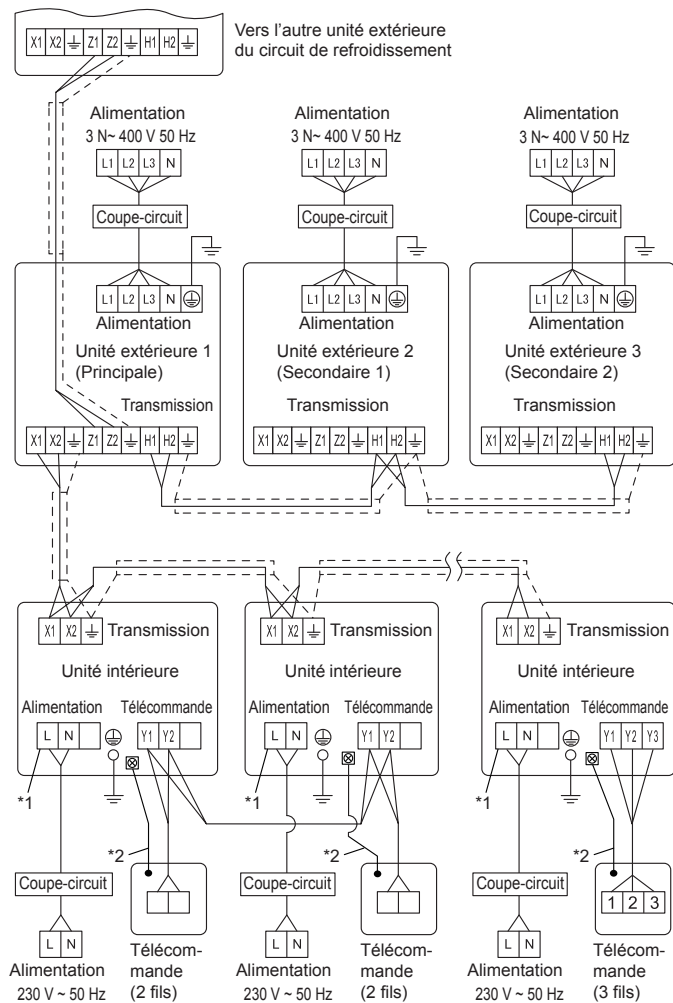 X1 X2 Z1 Z2 H1 H2
Vers l'autre unité extérieure
du circuit de refroidissement
Alimentation Alimentation Alimentation
3 N~ 400 V 50 Hz 3 N~ 400 V 50 Hz 3 N~ 400 V 50 Hz
L1 L2 L3 N L1 L2 L3 N L1 L2 L3 N
Coupe-circuit Coupe-circuit Coupe-circuit
L1 L2 L3 N L1 L2 L3 N L1 L2 L3 N
Alimentation Alimentation Alimentation
Unité extérieure 1 Unité extérieure 2 Unité extérieure 3
(Principale) (Secondaire 1) (Secondaire 2)
Transmission Transmission Transmission
X1 X2 Z1 Z2 H1 H2 X1 X2 Z1 Z2 H1 H2 X1 X2 Z1 Z2 H1 H2
X1 X2 Transmission X1 X2 Transmission X1 X2 Transmission
Unité intérieure Unité intérieure Unité intérieure
Alimentation Télécommande Alimentation Télécommande Alimentation Télécommande
L N Y1 Y2 L N Y1 Y2 L N Y1 Y2 Y3
*1 *1 *1
*2 *2 *2
Coupe-circuit Coupe-circuit Coupe-circuit
1 2 3
L N L N L N
Alimentation Alimentation Alimentation
230 V ~ 50 Hz 230 V ~ 50 Hz 230 V ~ 50 Hz
Télécom-
mande
(2 fils)
Télécom-
mande
(2 fils)
Télécom-
mande
(3 fils)